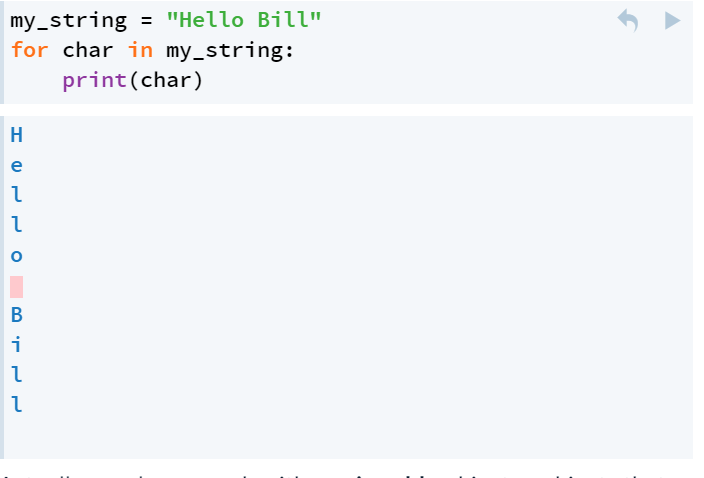 my_string = "Hello Bill"
for char in my_string:
    print(char)
H
e
l
l
o

B
i
l
l